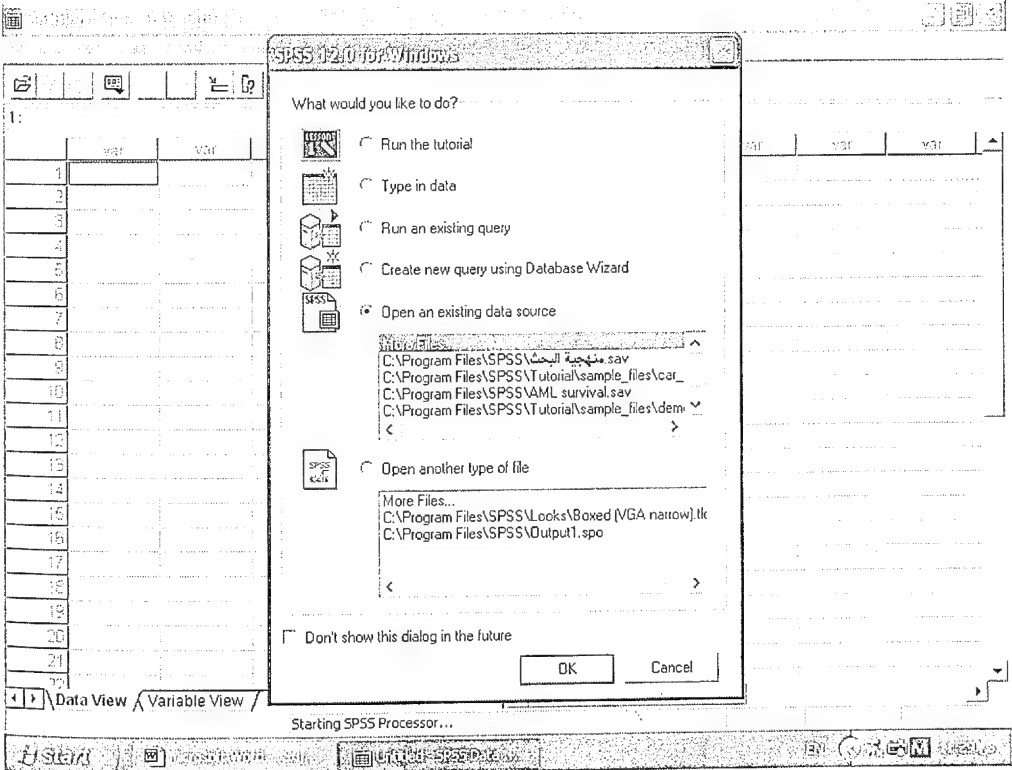 SPSS 12.0 for Windows
What would you like to do?
1:
var var var var var
Run the tutorial
Type in data
Run an existing query
Create new query using Database Wizard
Open an existing data source
More Files...
C:\Program Files\SPSS\منهجية البحث.sav
C:\Program Files\SPSS\Tutorial\sample_files\car_
C:\Program Files\SPSS\AML survival.sav
C:\Program Files\SPSS\Tutorial\sample_files\demo
Open another type of file
More Files...
C:\Program Files\SPSS\Looks\Boxed (VGA narrow).tlo
C:\Program Files\SPSS\Output1.spo
Don't show this dialog in the future
OK Cancel
1
2
3
4
5
6
7
8
9
10
11
12
13
14
15
16
17
18
19
20
21
22
Data View Variable View
Starting SPSS Processor...
start
Untitled - SPSS Data
EN